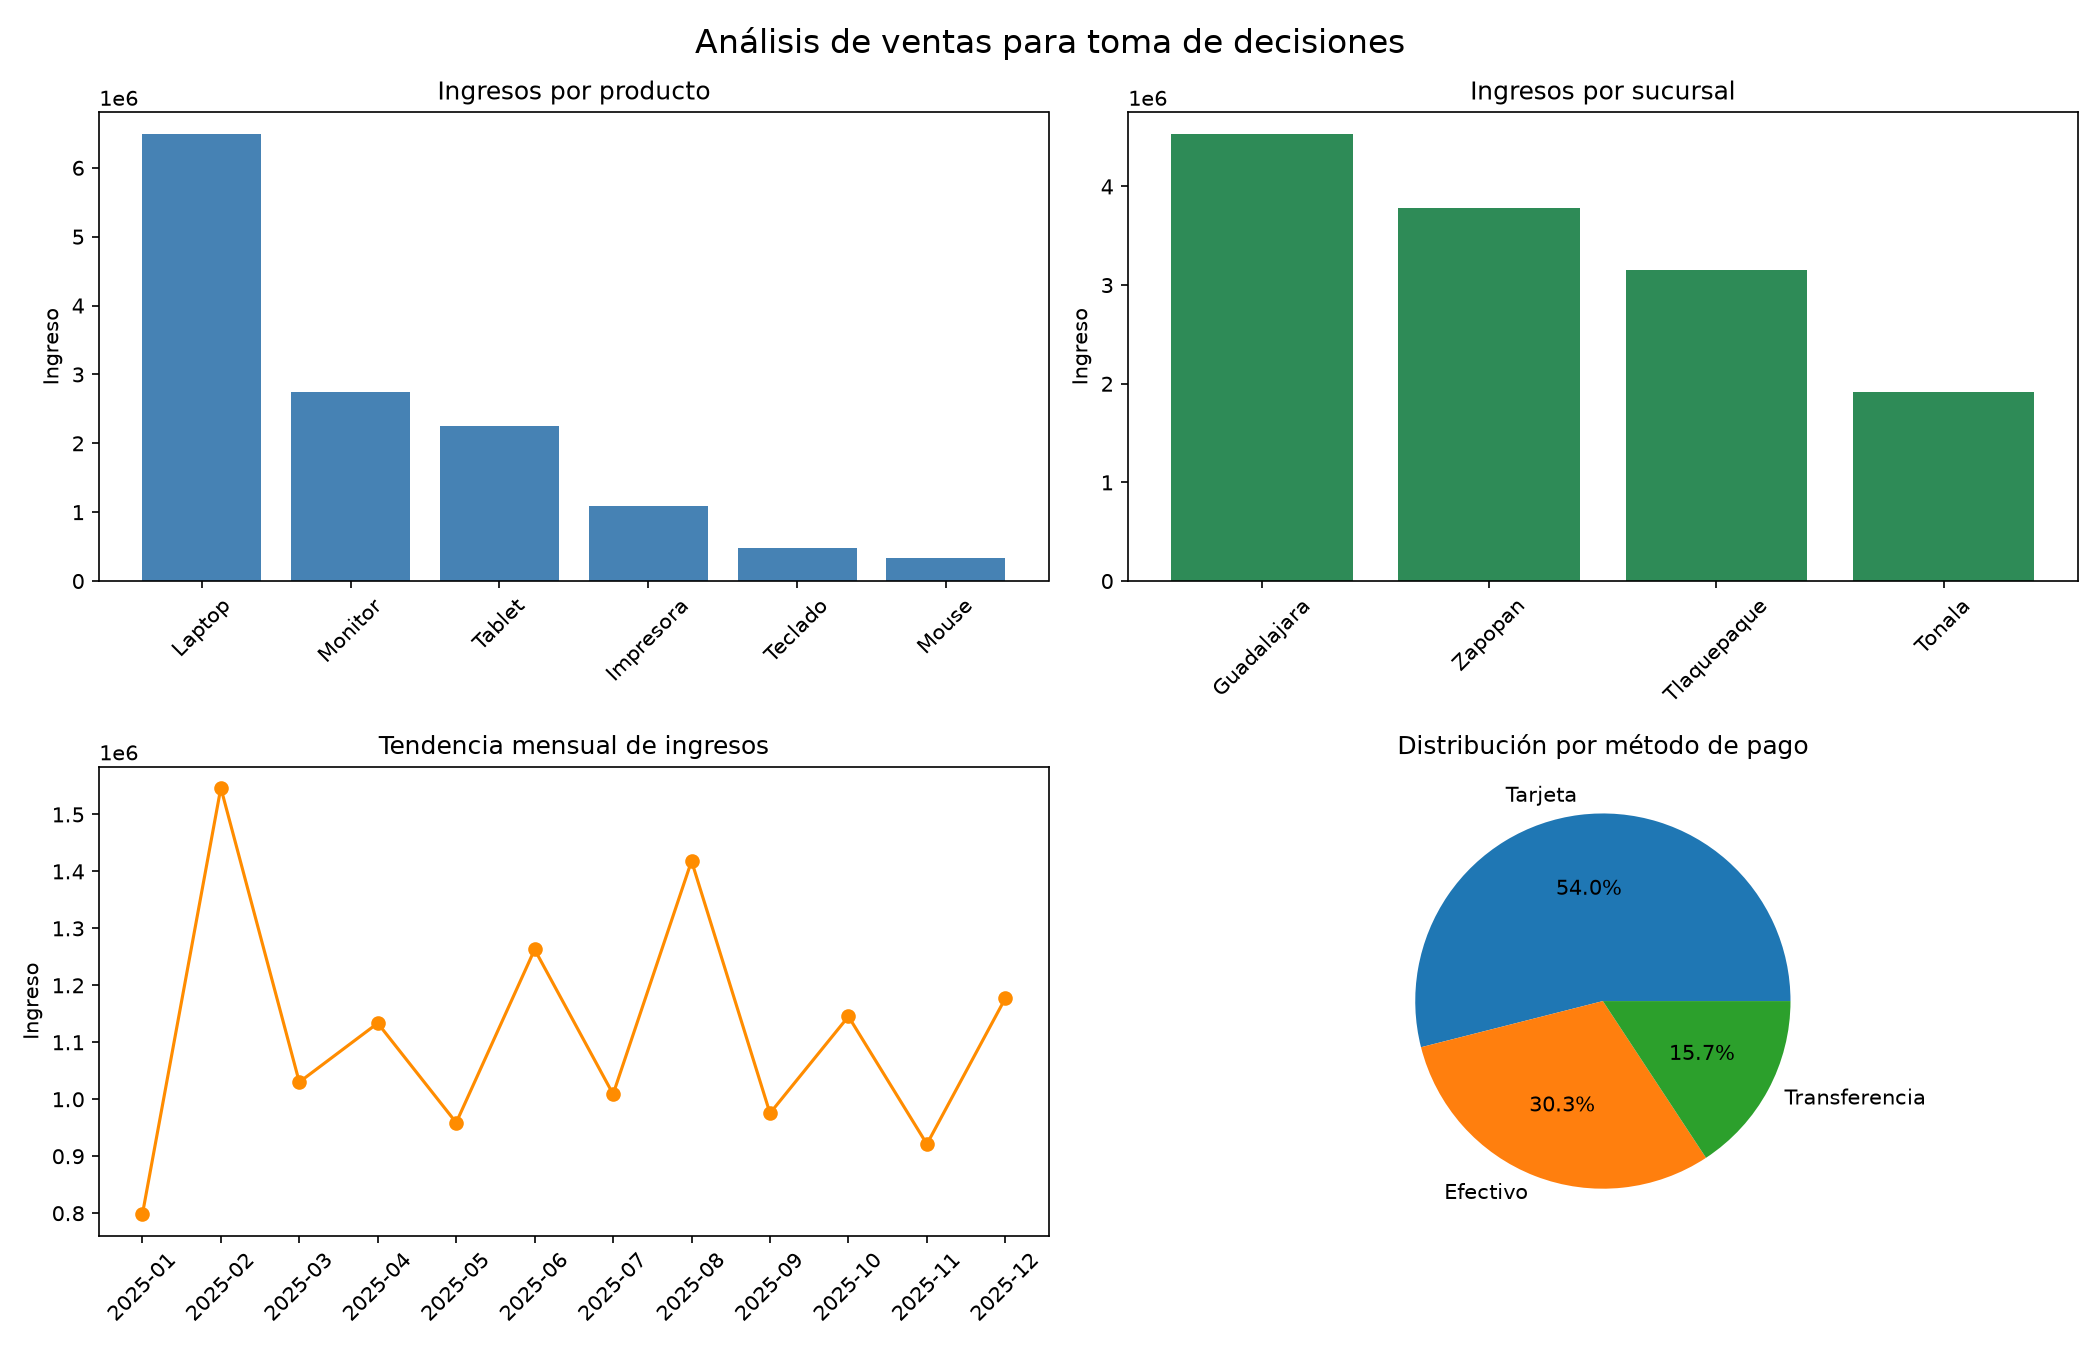 Análisis de ventas para toma de decisiones
Ingresos por producto
1e6
Ingreso
6
5
4
3
2
1
0
Laptop
Monitor
Tablet
Impresora
Teclado
Mouse
Ingresos por sucursal
1e6
Ingreso
4
3
2
1
0
Guadalajara
Zapopan
Tlaquepaque
Tonala
Tendencia mensual de ingresos
1e6
Ingreso
1.5
1.4
1.3
1.2
1.1
1.0
0.9
0.8
2025-01
2025-02
2025-03
2025-04
2025-05
2025-06
2025-07
2025-08
2025-09
2025-10
2025-11
2025-12
Distribución por método de pago
Tarjeta
54.0%
15.7%
Transferencia
30.3%
Efectivo